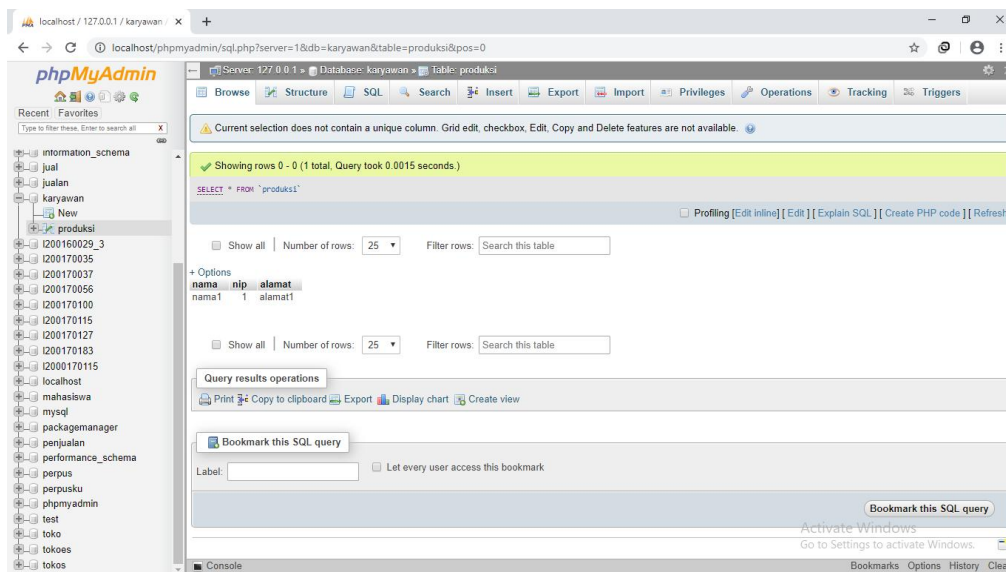 localhost / 127.0.0.1 / karyawan /
localhost/phpmyadmin/sql.php?server=1&db=karyawan&table=produksi&pos=0
phpMyAdmin
Recent Favorites
Type to filter these, Enter to search all X
information_schema
jual
jualan
karyawan
New
produksi
l200160029_3
l200170035
l200170037
l200170056
l200170100
l200170115
l200170127
l200170183
l2000170115
localhost
mahasiswa
mysql
packagemanager
penjualan
performance_schema
perpus
perpusku
phpmyadmin
test
toko
tokoes
tokos
Server: 127.0.0.1 » Database: karyawan » Table: produksi
Browse Structure SQL Search Insert Export Import Privileges Operations Tracking Triggers
Current selection does not contain a unique column. Grid edit, checkbox, Edit, Copy and Delete features are not available.
Showing rows 0 - 0 (1 total, Query took 0.0015 seconds.)
SELECT * FROM `produksi`
Profiling [Edit inline] [ Edit ] [ Explain SQL ] [ Create PHP code ] [ Refresh
Show all Number of rows: 25 Filter rows: Search this table
+ Options
nama nip alamat
nama1 1 alamat1
Show all Number of rows: 25 Filter rows: Search this table
Query results operations
Print Copy to clipboard Export Display chart Create view
Bookmark this SQL query
Label: Let every user access this bookmark
Bookmark this SQL query
Activate Windows
Go to Settings to activate Windows.
Console Bookmarks Options History Clea